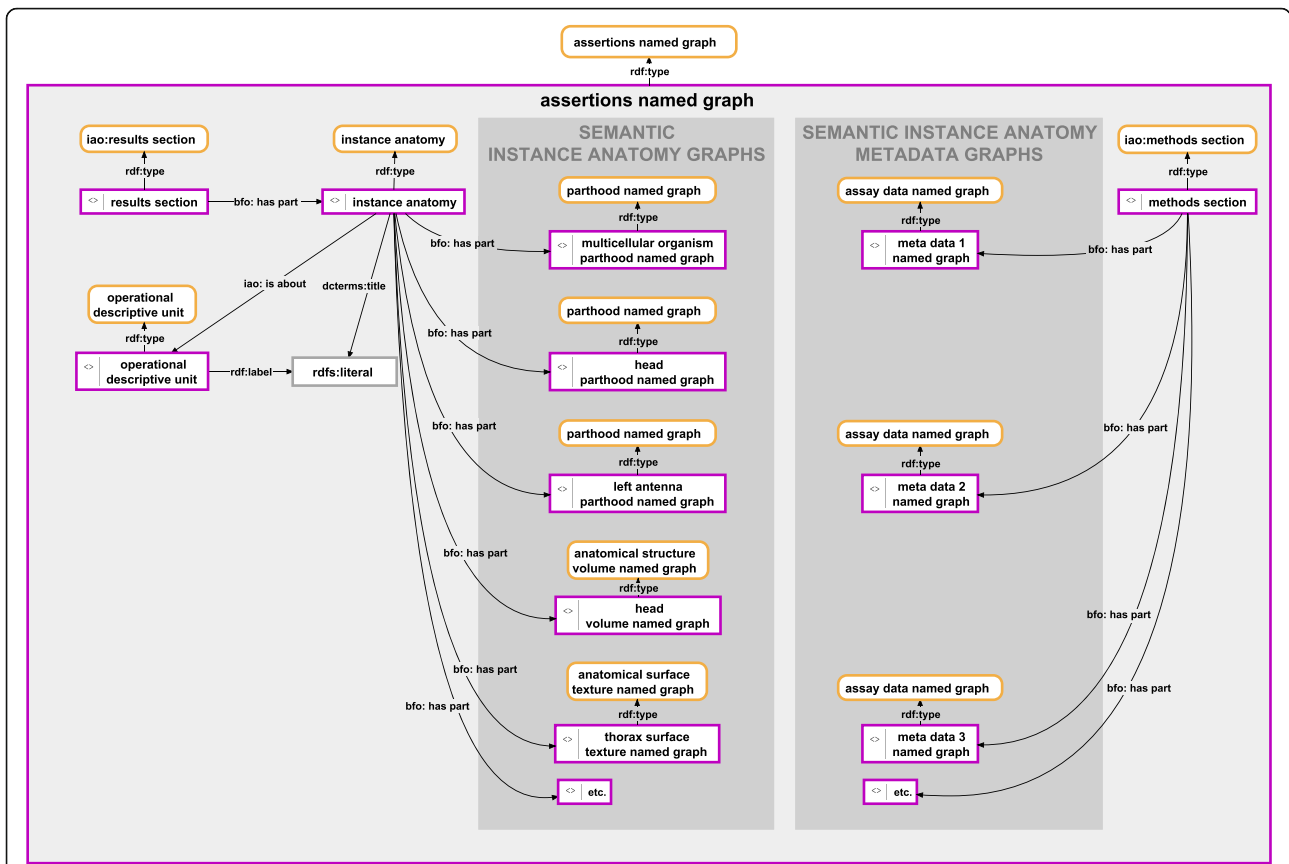 assertions named graph
rdf:type
assertions named graph
iao:results section
rdf:type
<> results section
bfo: has part
instance anatomy
rdf:type
<> instance anatomy
iao: is about
dcterms:title
operational
descriptive unit
rdf:type
<> operational
descriptive unit
rdf:label
rdfs:literal
bfo: has part
bfo: has part
bfo: has part
bfo: has part
bfo: has part
bfo: has part
SEMANTIC
INSTANCE ANATOMY GRAPHS
parthood named graph
rdf:type
<> multicellular organism
parthood named graph
parthood named graph
rdf:type
<> head
parthood named graph
parthood named graph
rdf:type
<> left antenna
parthood named graph
anatomical structure
volume named graph
rdf:type
<> head
volume named graph
anatomical surface
texture named graph
rdf:type
<> thorax surface
texture named graph
<> etc.
SEMANTIC INSTANCE ANATOMY
METADATA GRAPHS
assay data named graph
rdf:type
<> meta data 1
named graph
assay data named graph
rdf:type
<> meta data 2
named graph
assay data named graph
rdf:type
<> meta data 3
named graph
<> etc.
iao:methods section
rdf:type
<> methods section
bfo: has part
bfo: has part
bfo: has part
bfo: has part